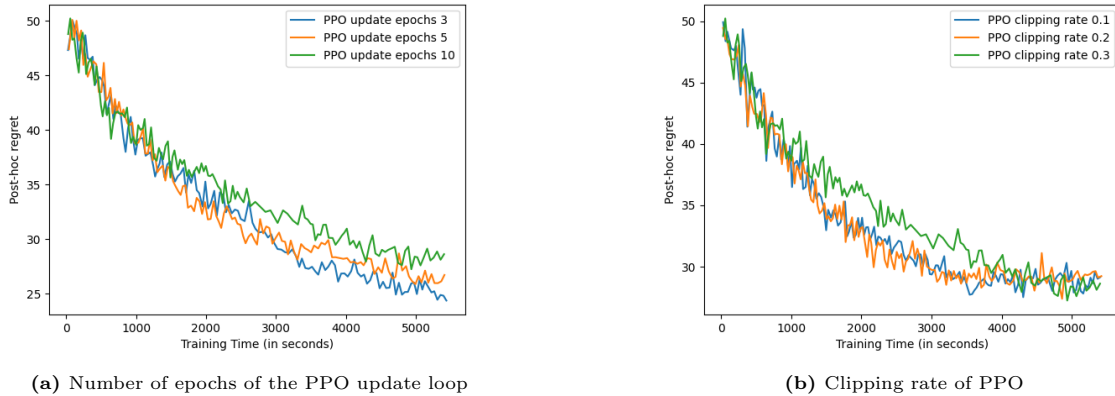 PPO update epochs 3
PPO update epochs 5
PPO update epochs 10
50
45
40
35
30
25
Post-hoc regret
0 1000 2000 3000 4000 5000
Training Time (in seconds)
(a) Number of epochs of the PPO update loop
PPO clipping rate 0.1
PPO clipping rate 0.2
PPO clipping rate 0.3
50
45
40
35
30
Post-hoc regret
0 1000 2000 3000 4000 5000
Training Time (in seconds)
(b) Clipping rate of PPO